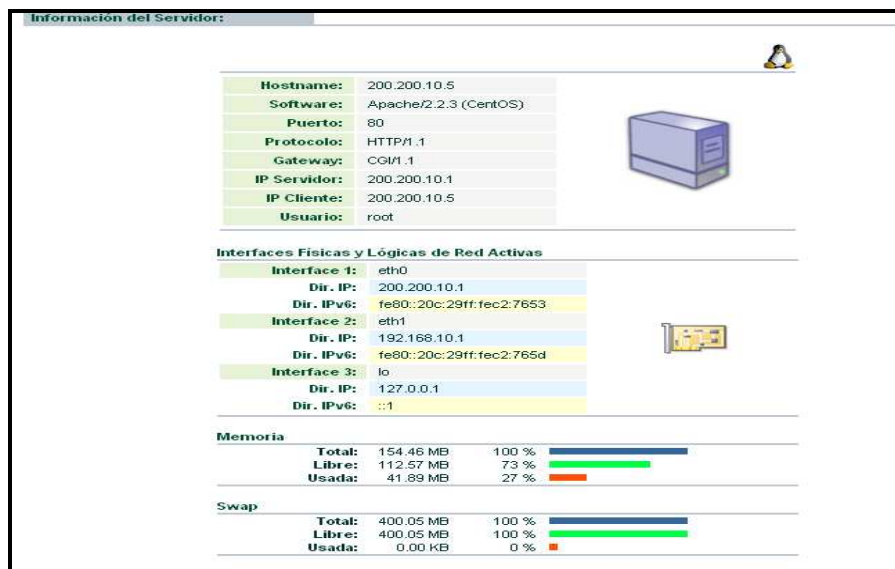 Información del Servidor:
Hostname: 200.200.10.5
Software: Apache/2.2.3 (CentOS)
Puerto: 80
Protocolo: HTTP/1.1
Gateway: CGI/1.1
IP Servidor: 200.200.10.1
IP Cliente: 200.200.10.5
Usuario: root
Interfaces Físicas y Lógicas de Red Activas
Interface 1: eth0
Dir. IP: 200.200.10.1
Dir. IPv6: fe80::20c:29ff:fec2:7653
Interface 2: eth1
Dir. IP: 192.168.10.1
Dir. IPv6: fe80::20c:29ff:fec2:765d
Interface 3: lo
Dir. IP: 127.0.0.1
Dir. IPv6: ::1
Memoria
Total: 154.46 MB 100 %
Libre: 112.57 MB 73 %
Usada: 41.89 MB 27 %
Swap
Total: 400.05 MB 100 %
Libre: 400.05 MB 100 %
Usada: 0.00 KB 0 %